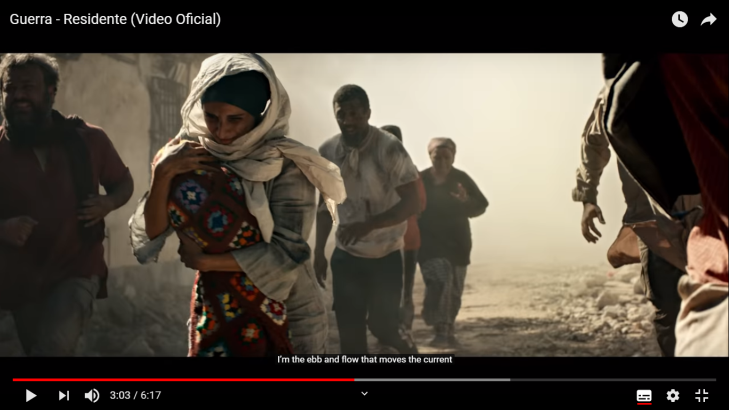 Guerra - Residente (Video Oficial)
I'm the ebb and flow that moves the current
3:03 / 6:17